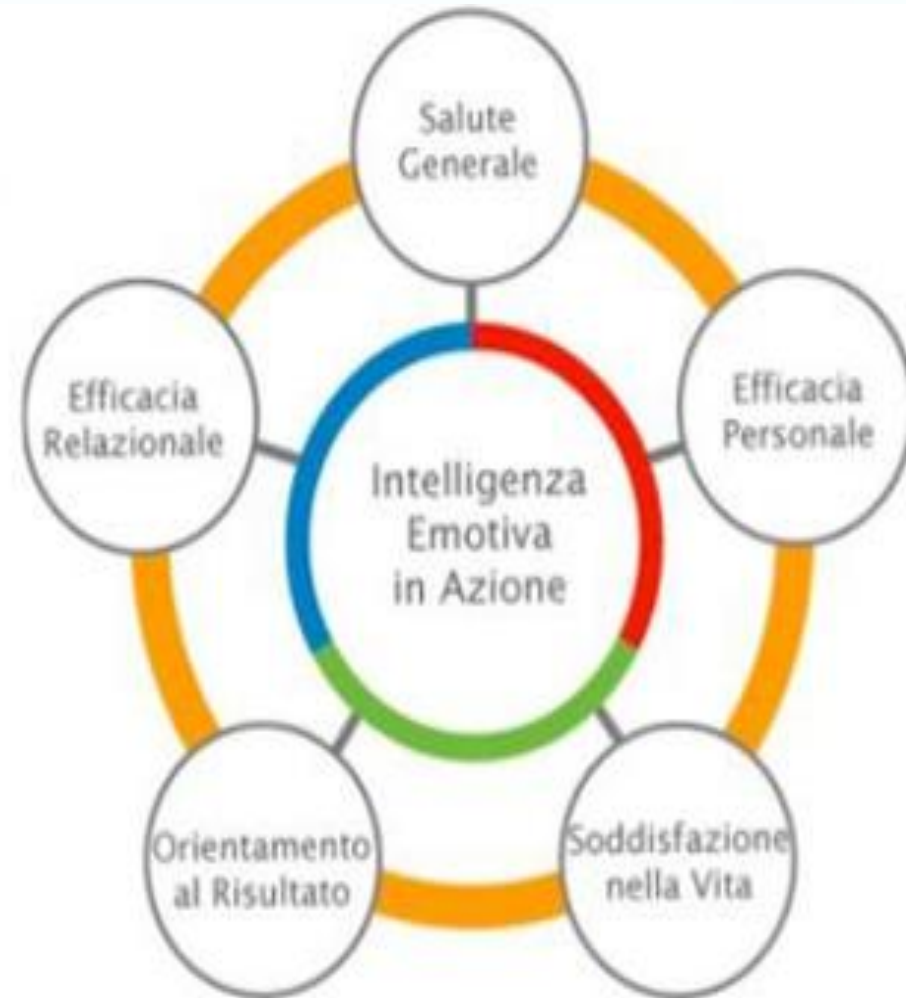 Salute
Generale
Efficacia
Relazionale
Efficacia
Personale
Intelligenza
Emotiva
in Azione
Orientamento
al Risultato
Soddisfazione
nella Vita